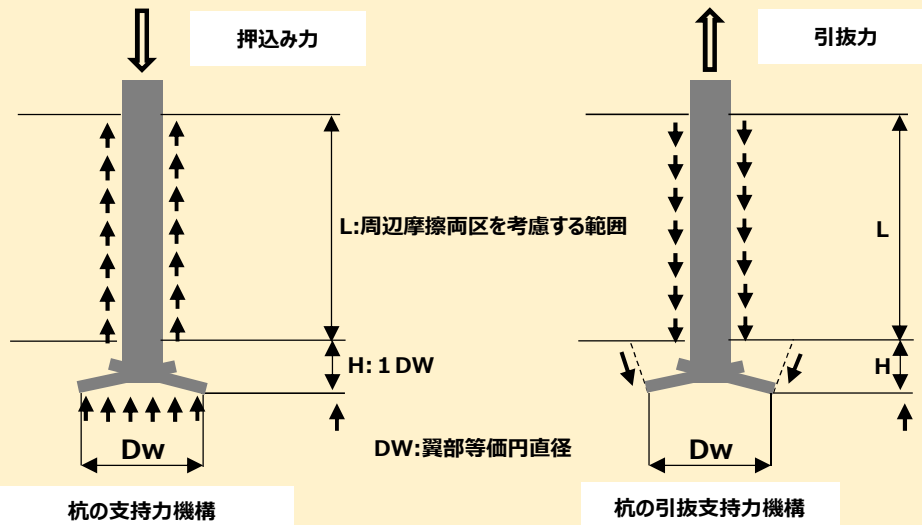 押込み力
引抜力
L:周辺摩擦両区を考慮する範囲
L
H:１DW
H
Dw
DW:翼部等価円直径
Dw
杭の支持力機構
杭の引抜支持力機構